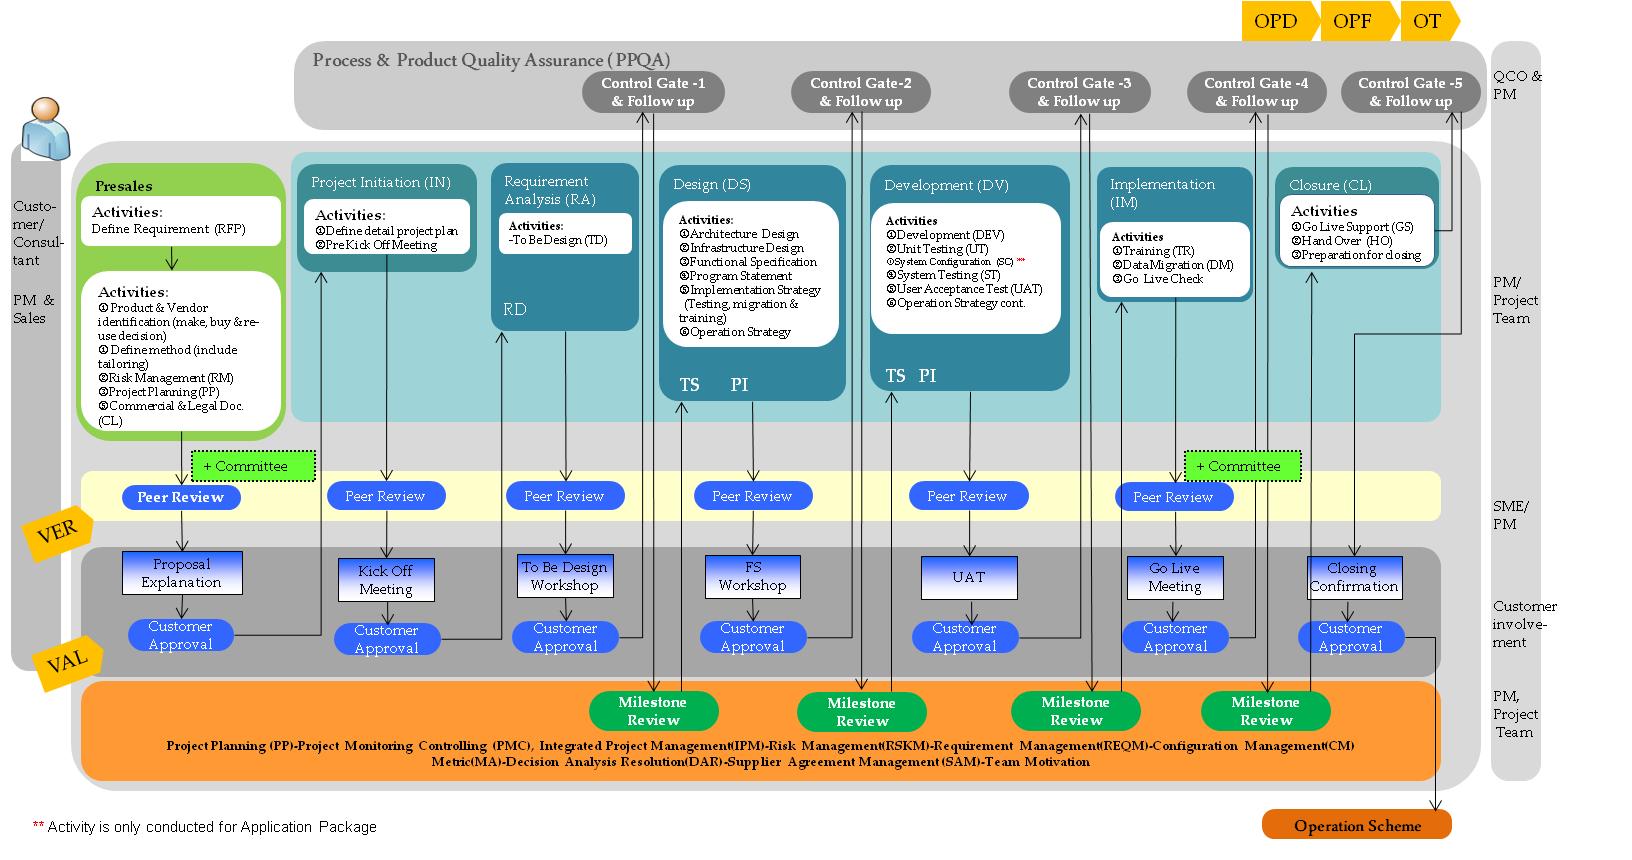 OPD
OPF
OT
Process & Product Quality Assurance (PPQA)
Control Gate -1
& Follow up
Control Gate-2
& Follow up
Control Gate -3
& Follow up
Control Gate -4
& Follow up
Control Gate -5
& Follow up
QCO &
PM
Custo-
mer/
Consul-
tant
PM &
Sales
Presales
Activities:
Define Requirement (RFP)
Activities:
① Product & Vendor
identification (make, buy & re-
use decision)
① Define method (include
tailoring)
② Risk Management (RM)
③ Project Planning (PP)
⑤ Commercial & Legal Doc.
(CL)
Project Initiation (IN)
Activities:
① Define detail project plan
② Pre Kick Off Meeting
Requirement
Analysis (RA)
Activities:
-To Be Design (TD)
RD
Design (DS)
Activities:
① Architecture Design
② Infrastructure Design
③ Functional Specification
④ Program Statement
⑤ Implementation Strategy
(Testing, migration &
training)
⑥ Operation Strategy
TS PI
Development (DV)
Activities
① Development (DEV)
② Unit Testing (UT)
① System Configuration (SC) **
④ System Testing (ST)
⑤ User Acceptance Test (UAT)
⑥ Operation Strategy cont.
TS PI
Implementation
(IM)
Activities
① Training (TR)
② Data Migration (DM)
③ Go Live Check
Closure (CL)
Activities
① Go Live Support (GS)
② Hand Over (HO)
③ Preparation for closing
PM/
Project
Team
+ Committee
+ Committee
Peer Review
Peer Review
Peer Review
Peer Review
Peer Review
Peer Review
SME/
PM
VER
Proposal
Explanation
Kick Off
Meeting
To Be Design
Workshop
FS
Workshop
UAT
Go Live
Meeting
Closing
Confirmation
Customer
Approval
Customer
Approval
Customer
Approval
Customer
Approval
Customer
Approval
Customer
Approval
Customer
Approval
Customer
involve-
ment
VAL
Milestone
Review
Milestone
Review
Milestone
Review
Milestone
Review
PM,
Project
Team
Project Planning (PP)-Project Monitoring Controlling (PMC), Integrated Project Management(IPM)-Risk Management(RSKM)-Requirement Management(REQM)-Configuration Management(CM)
Metric(MA)-Decision Analysis Resolution(DAR)-Supplier Agreement Management (SAM)-Team Motivation
** Activity is only conducted for Application Package
Operation Scheme